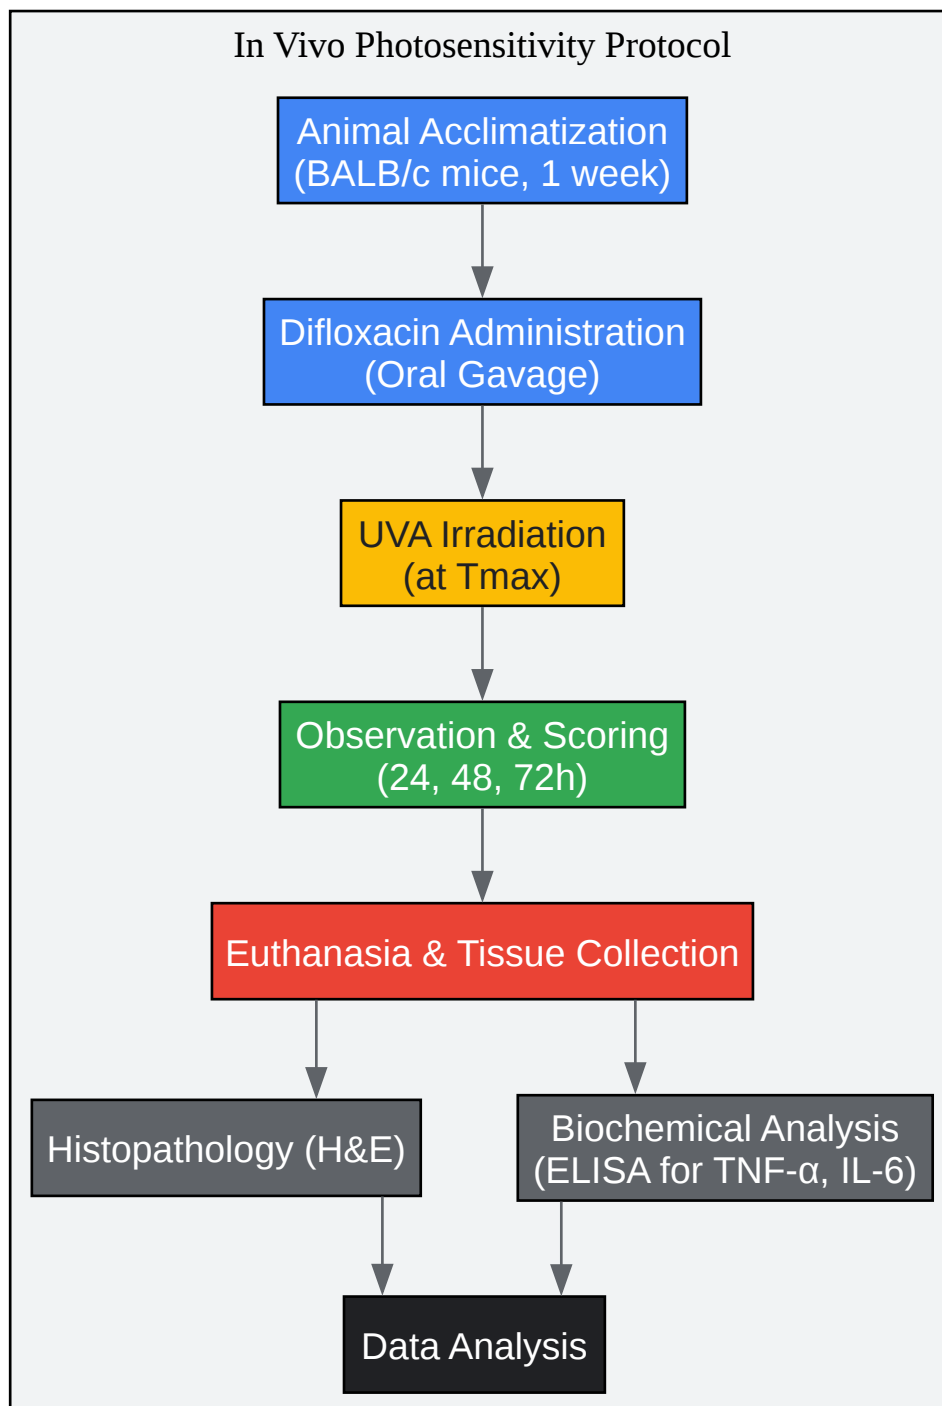 In Vivo Photosensitivity Protocol
Animal Acclimatization
(BALB/c mice, 1 week)
Difloxacin Administration
(Oral Gavage)
UVA Irradiation
(at Tmax)
Observation & Scoring
(24, 48, 72h)
Euthanasia & Tissue Collection
Histopathology (H&E)
Biochemical Analysis
(ELISA for TNF-α, IL-6)
Data Analysis